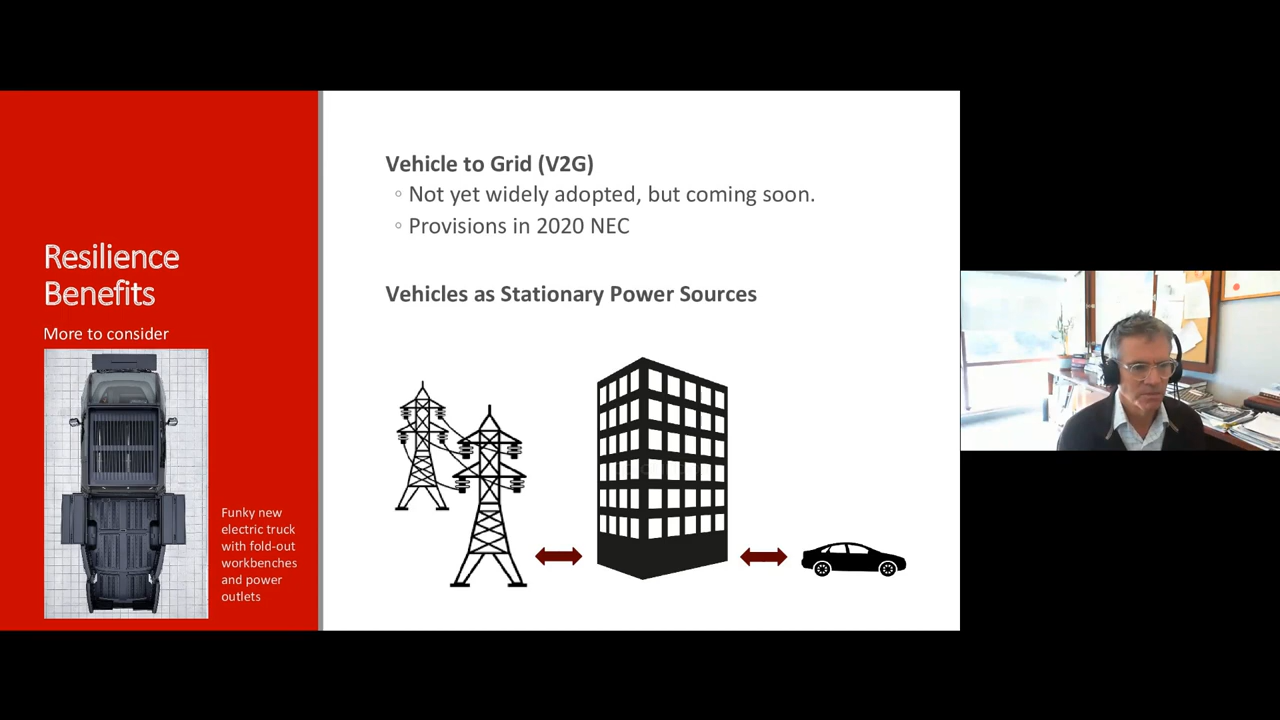 Resilience
Benefits
More to consider
Funky new
electric truck
with fold-out
workbenches
and power
outlets
Vehicle to Grid (V2G)
◦ Not yet widely adopted, but coming soon.
◦ Provisions in 2020 NEC
Vehicles as Stationary Power Sources